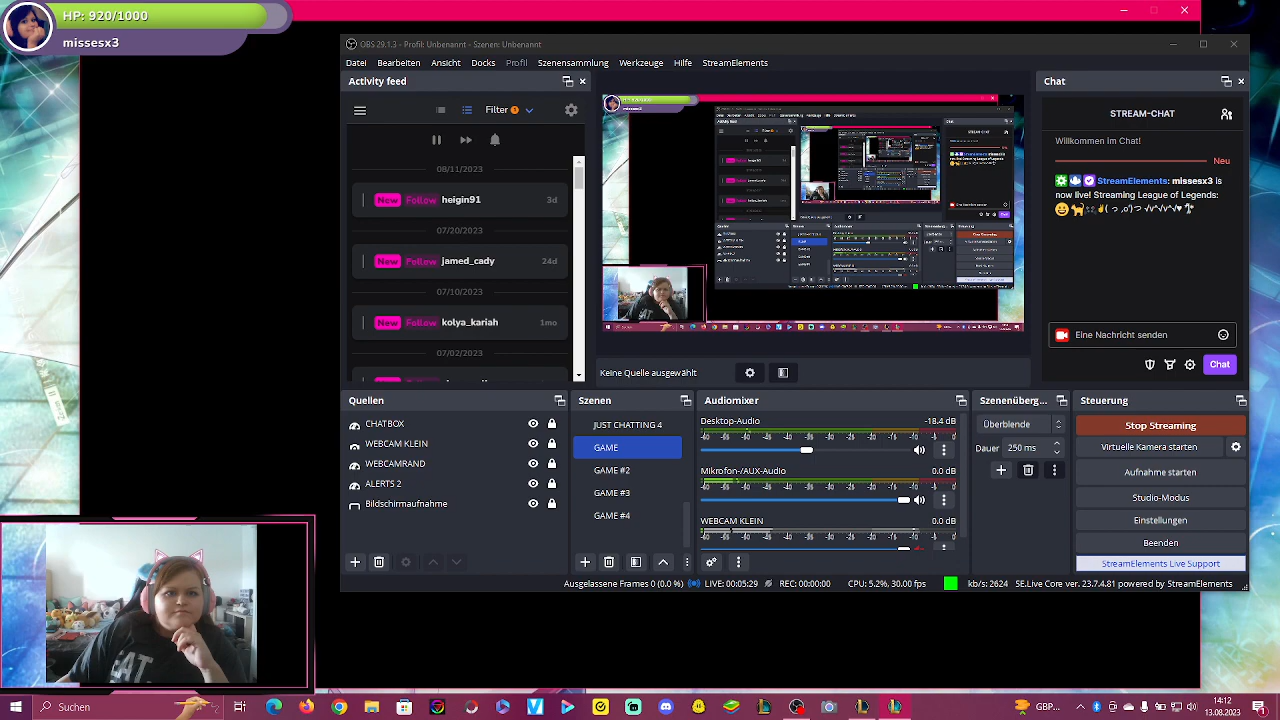 HP: 920/1000
missesx3
OBS 29.1.3 - Profil: Unbenannt - Szenen: Unbenannt
Datei Bearbeiten Ansicht Docks Profil Szenensammlung Werkzeuge Hilfe StreamElements
Activity feed
Filter
08/11/2023
New Follow heigin91 3d
07/20/2023
New Follow jamed_cady 24d
07/10/2023
New Follow kolya_kariah 1mo
07/02/2023
Keine Quelle ausgewählt
Chat
STREAM-CHAT
Willkommen im Chat!
Neu
StreamElements: missesx3 is
now live! Streaming League of Legends:
Eine Nachricht senden
Chat
Quellen
CHATBOX
WEBCAM KLEIN
WEBCAMRAND
ALERTS 2
Bildschirmaufnahme
Szenen
JUST CHATTING 4
GAME
GAME #2
GAME #3
GAME #4
Audiomixer
Desktop-Audio -18.4 dB
Mikrofon-/AUX-Audio 0.0 dB
WEBCAM KLEIN 0.0 dB
Szenenüberg...
Überblende
Dauer 250 ms
Steuerung
Stop Streaming
Virtuelle Kamera starten
Aufnahme starten
Studio-Modus
Einstellungen
Beenden
StreamElements Live Support
Ausgelassene Frames 0 (0.0 %) LIVE: 00:05:29 REC: 00:00:00 CPU: 5.2%, 30.00 fps kb/s: 2624 SE.Live Core ver. 23.7.4.81 powered by StreamElements
Suchen
GBP...
14:12
13.08.2023